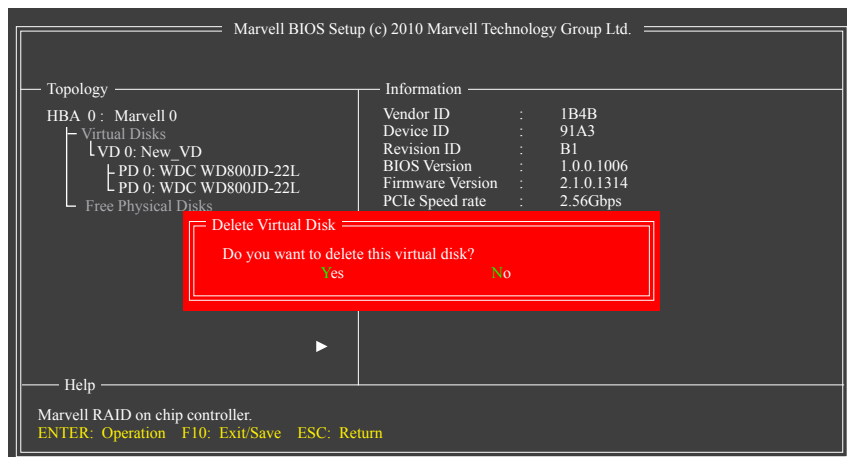 Marvell BIOS Setup (c) 2010 Marvell Technology Group Ltd.
Topology
HBA 0 : Marvell 0
Virtual Disks
VD 0: New_VD
PD 0: WDC WD800JD-22L
PD 0: WDC WD800JD-22L
Free Physical Disks
Information
Vendor ID : 1B4B
Device ID : 91A3
Revision ID : B1
BIOS Version : 1.0.0.1006
Firmware Version : 2.1.0.1314
PCIe Speed rate : 2.56Gbps
Delete Virtual Disk
Do you want to delete this virtual disk?
Yes No
Help
Marvell RAID on chip controller.
ENTER: Operation F10: Exit/Save ESC: Return